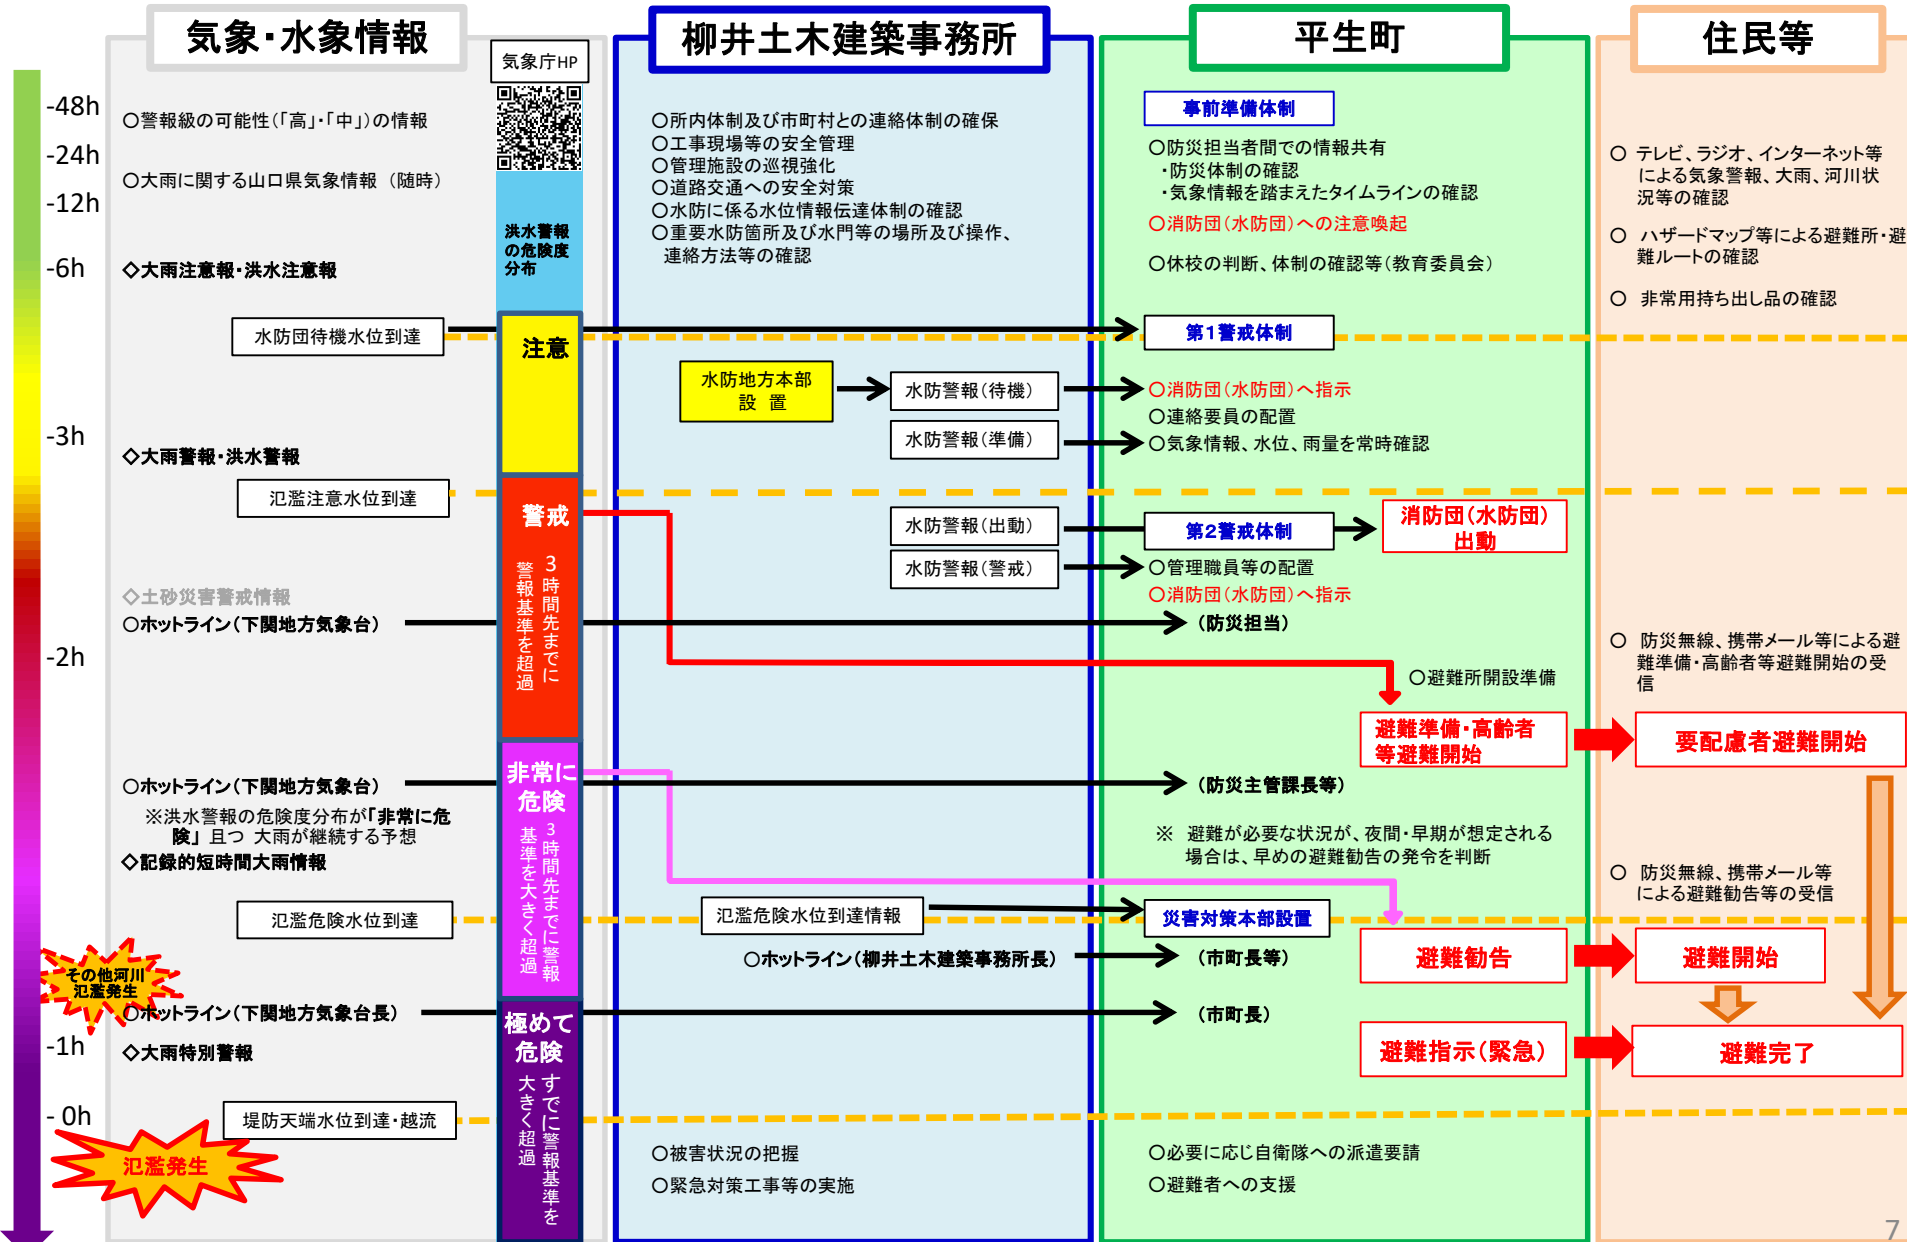 気象・水象情報
気象庁HP
-48h
-24h
-12h
-6h
-3h
-2h
-1h
- 0h
○警報級の可能性(「高」・「中」)の情報
○大雨に関する山口県気象情報 (随時)
◇大雨注意報・洪水注意報
水防団待機水位到達
◇大雨警報・洪水警報
氾濫注意水位到達
◇土砂災害警戒情報
○ホットライン(下関地方気象台)
○ホットライン(下関地方気象台)
※洪水警報の危険度分布が「非常に危
険」 且つ 大雨が継続する予想
◇記録的短時間大雨情報
氾濫危険水位到達
その他河川
氾濫発生
○ホットライン(下関地方気象台長)
◇大雨特別警報
堤防天端水位到達・越流
氾濫発生
洪水警報
の危険度
分布
注意
警戒
3時間先までに
警報基準を超過
非常に
危険
3時間先までに警報
基準を大きく超過
極めて
危険
すでに警報基準を
大きく超過
柳井土木建築事務所
○所内体制及び市町村との連絡体制の確保
○工事現場等の安全管理
○管理施設の巡視強化
○道路交通への安全対策
○水防に係る水位情報伝達体制の確認
○重要水防箇所及び水門等の場所及び操作、
連絡方法等の確認
水防地方本部
設 置
水防警報(待機)
水防警報(準備)
水防警報(出動)
水防警報(警戒)
氾濫危険水位到達情報
○ホットライン(柳井土木建築事務所長)
○被害状況の把握
○緊急対策工事等の実施
平生町
事前準備体制
○防災担当者間での情報共有
・防災体制の確認
・気象情報を踏まえたタイムラインの確認
○消防団(水防団)への注意喚起
○休校の判断、体制の確認等(教育委員会)
第1警戒体制
○消防団(水防団)へ指示
○連絡要員の配置
○気象情報、水位、雨量を常時確認
第2警戒体制
消防団(水防団)
出動
○管理職員等の配置
○消防団(水防団)へ指示
(防災担当)
○避難所開設準備
避難準備・高齢者
等避難開始
(防災主管課長等)
※ 避難が必要な状況が、夜間・早期が想定される
場合は、早めの避難勧告の発令を判断
災害対策本部設置
(市町長等)
避難勧告
(市町長)
避難指示(緊急)
○必要に応じ自衛隊への派遣要請
○避難者への支援
住民等
○ テレビ、ラジオ、インターネット等
による気象警報、大雨、河川状
況等の確認
○ ハザードマップ等による避難所・避
難ルートの確認
○ 非常用持ち出し品の確認
○ 防災無線、携帯メール等による避
難準備・高齢者等避難開始の受
信
要配慮者避難開始
○ 防災無線、携帯メール等
による避難勧告等の受信
避難開始
避難完了
7